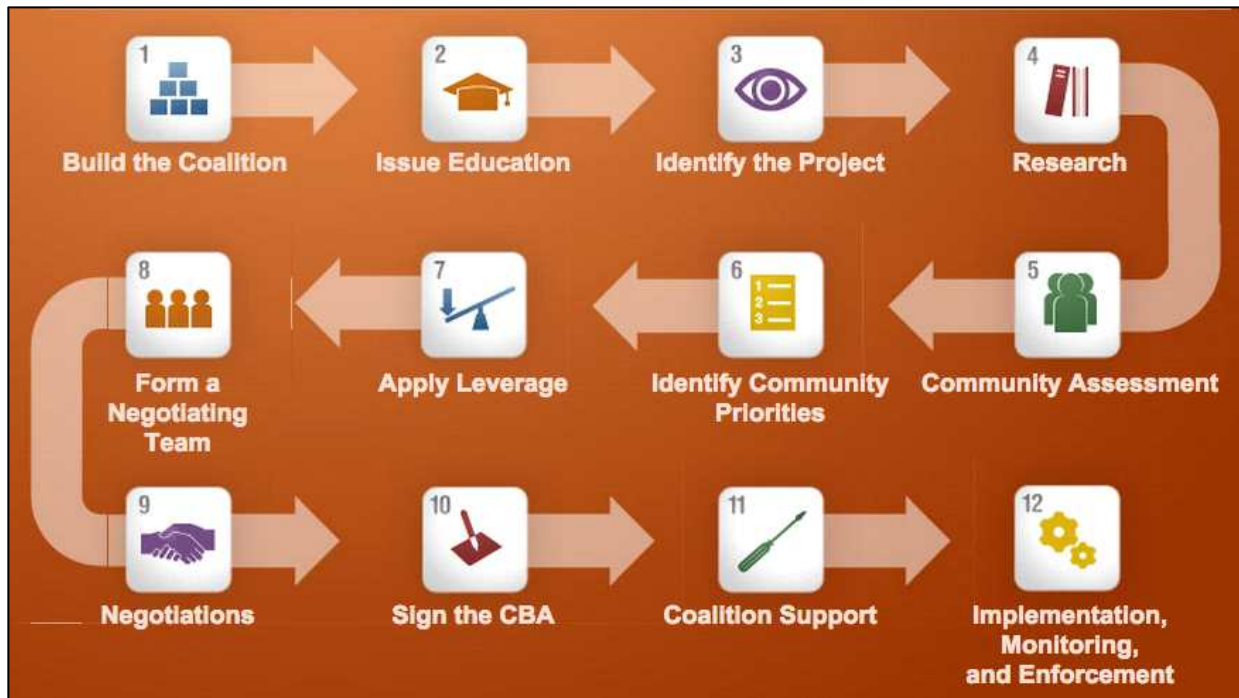 1
Build the Coalition
2
Issue Education
3
Identify the Project
4
Research
5
Community Assessment
6
1
2
3
Identify Community
Priorities
7
Apply Leverage
8
Form a
Negotiating
Team
9
Negotiations
10
Sign the CBA
11
Coalition Support
12
Implementation,
Monitoring,
and Enforcement